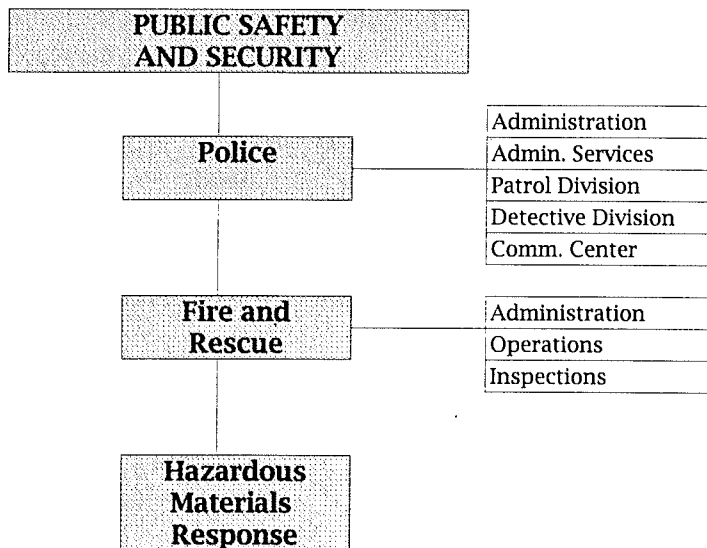 PUBLIC SAFETY
AND SECURITY
Police
Administration
Admin. Services
Patrol Division
Detective Division
Comm. Center
Fire and
Rescue
Administration
Operations
Inspections
Hazardous
Materials
Response